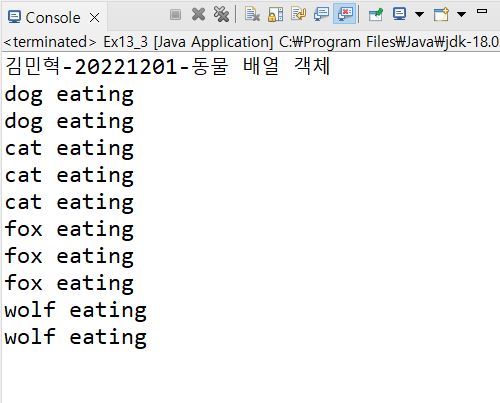 Console
<terminated> Ex13_3 [Java Application] C:₩Program Files₩Java₩jdk-18.0
김민혁-20221201-동물 배열 객체
dog eating
dog eating
cat eating
cat eating
cat eating
fox eating
fox eating
fox eating
wolf eating
wolf eating